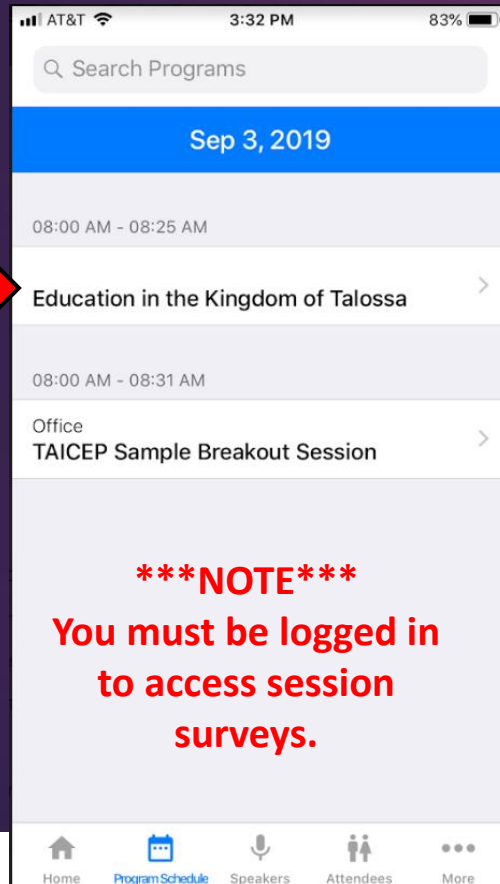 AT&T 3:32 PM 83%
Search Programs
Sep 3, 2019
08:00 AM - 08:25 AM
Education in the Kingdom of Talossa
08:00 AM - 08:31 AM
Office
TAICEP Sample Breakout Session
***NOTE***
You must be logged in
to access session
surveys.
Home Program Schedule Speakers Attendees More